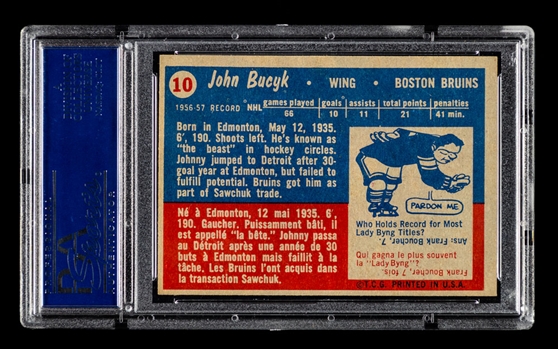 10 John Bucyk • WING • BOSTON BRUINS
1956-57 RECORD NHL games played 66 goals 10 assists 11 total points 21 penalties 41 min.
Born in Edmonton, May 12, 1935.
6', 190. Shoots left. He's known as
"the beast" in hockey circles.
Johnny jumped to Detroit after 30-
goal year at Edmonton, but failed to
fulfill potential. Bruins got him as
part of Sawchuk trade.
Né à Edmonton, 12 mai 1935. 6',
190. Gaucher. Puissamment bâti, il
est appellé "la bête." Johnny passa
au Détroit après une année de 30
buts à Edmonton mais faillit à la
tâche. Les Bruins l'ont acquis dans
la transaction Sawchuk.
PARDON ME
Who Holds Record for Most
Lady Byng Titles?
Ans: Frank Boucher, 7
Qui gagna le plus souvent
la "Lady Byng"?
Frank Boucher, 7 fois.
©T.C.G. PRINTED IN U.S.A.
PSA